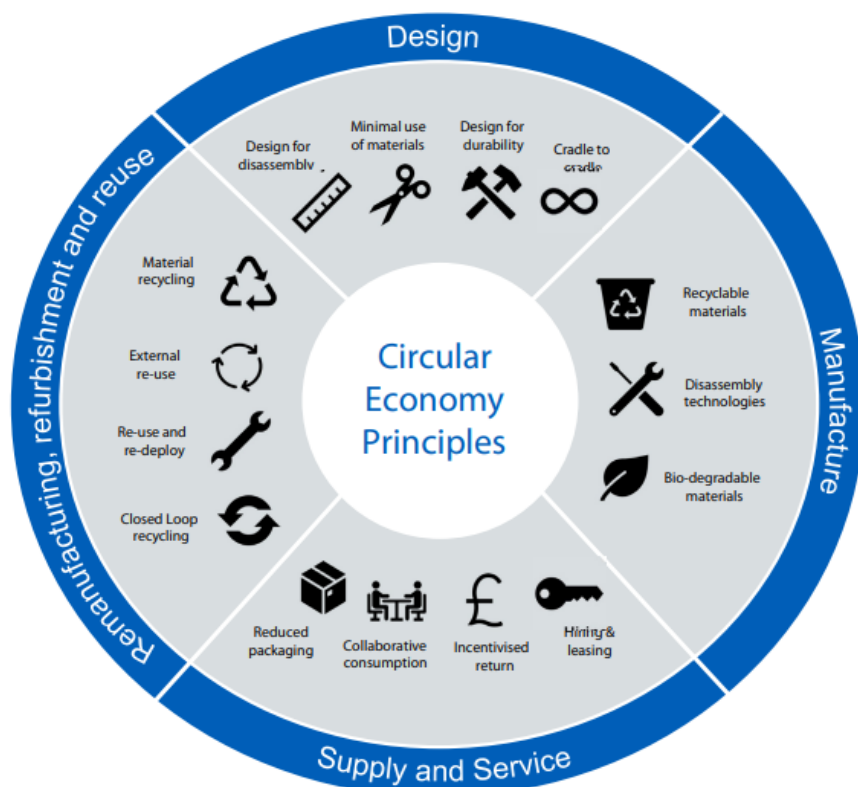 Design
Design for
disassembly
Minimal use
of materials
Design for
durability
Cradle to
Manufacture
Recyclable
materials
Disassembly
technologies
Bio-degradable
materials
Supply and Service
Reduced
packaging
Collaborative
consumption
Incentivised
return
&
leasing
Remanufacturing, refurbishment and reuse
Material
recycling
External
re-use
Re-use and
re-deploy
Closed Loop
recycling
Circular
Economy
Principles